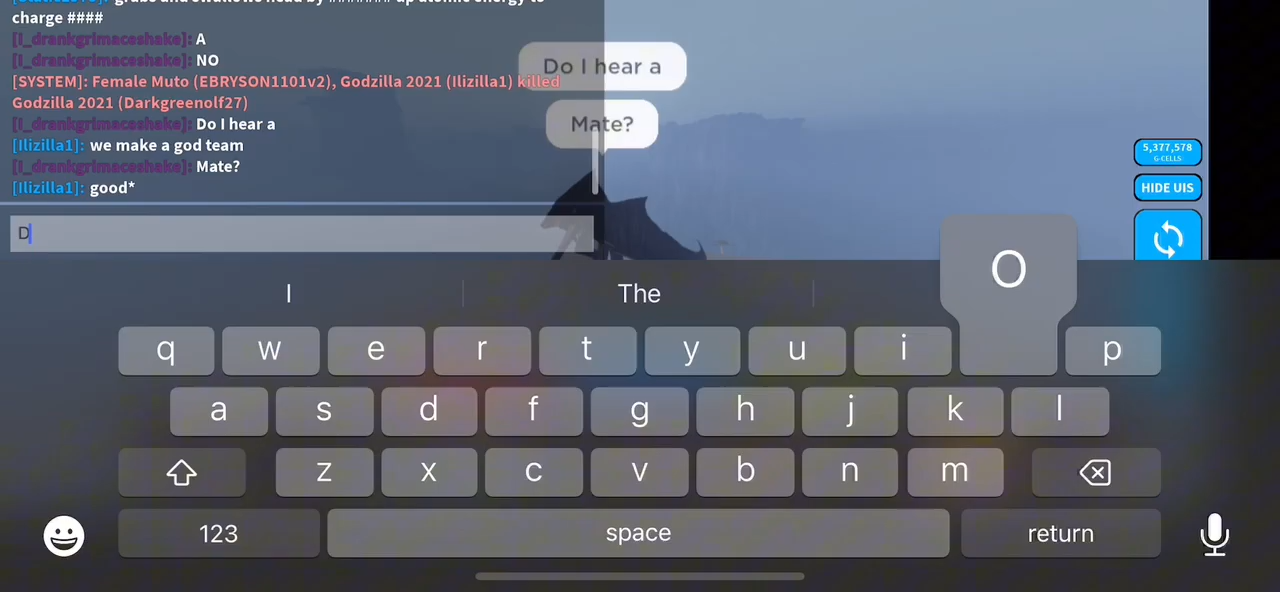 charge ####
[I_drankgrimaceshake]: A
[I_drankgrimaceshake]: NO
[SYSTEM]: Female Muto (EBRYSON1101v2), Godzilla 2021 (Ilizilla1) killed
Godzilla 2021 (Darkgreenolf27)
[I_drankgrimaceshake]: Do I hear a
[Ilizilla1]: we make a god team
[I_drankgrimaceshake]: Mate?
[Ilizilla1]: good*
Do I hear a
Mate?
5,377,578
G-CELLS
HIDE UIS
D
I The
O
q w e r t y u i p
a s d f g h j k l
z x c v b n m
123 space return